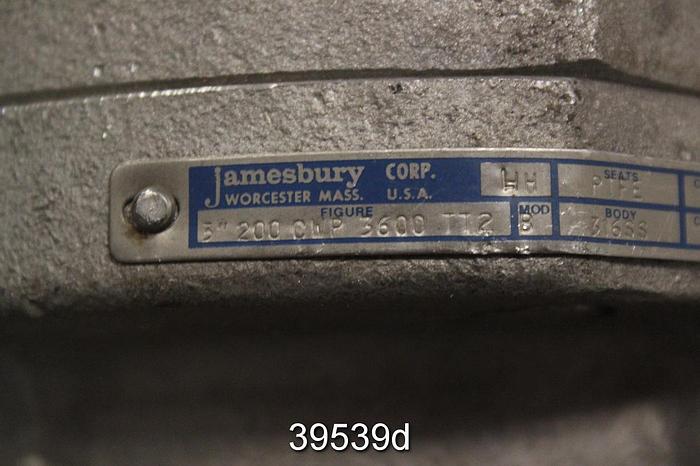 Jamesbury CORP.
WORCESTER MASS. U.S.A.
HH
SEATS
PTFE
FIGURE
MOD
BODY
3" 200 CWP 3600 TT2
B
316SS
39539d